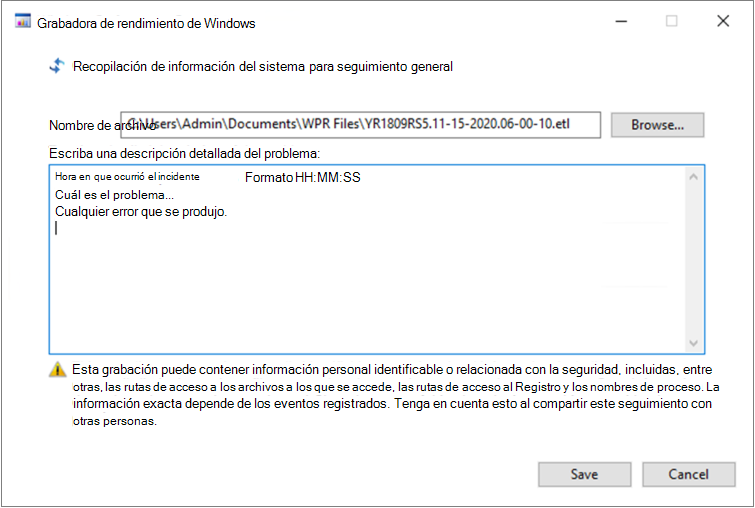 Grabadora de rendimiento de Windows
Recopilación de información del sistema para seguimiento general
Nombre de archivo C:\Users\Admin\Documents\WPR Files\YR1809RS5.11-15-2020.06-00-10.etl Browse...
Escriba una descripción detallada del problema:
Hora en que ocurrió el incidente Formato HH:MM:SS
Cuál es el problema...
Cualquier error que se produjo.
Esta grabación puede contener información personal identificable o relacionada con la seguridad, incluidas, entre
otras, las rutas de acceso a los archivos a los que se accede, las rutas de acceso al Registro y los nombres de proceso. La
información exacta depende de los eventos registrados. Tenga en cuenta esto al compartir este seguimiento con
otras personas.
Save Cancel